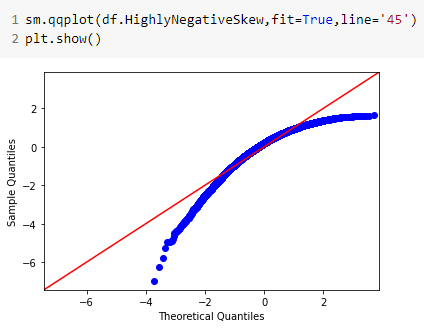 1 sm.qqplot(df.HighlyNegativeSkew,fit=True,line='45')
2 plt.show()
2
0
−2
−4
−6
Sample Quantiles
−6 −4 −2 0 2
Theoretical Quantiles